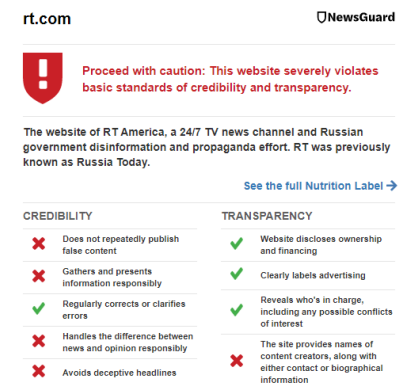 rt.com
NewsGuard
Proceed with caution: This website severely violates
basic standards of credibility and transparency.
The website of RT America, a 24/7 TV news channel and Russian
government disinformation and propaganda effort. RT was previously
known as Russia Today.
See the full Nutrition Label
CREDIBILITY
Does not repeatedly publish
false content
Gathers and presents
information responsibly
Regularly corrects or clarifies
errors
Handles the difference between
news and opinion responsibly
Avoids deceptive headlines
TRANSPARENCY
Website discloses ownership
and financing
Clearly labels advertising
Reveals who's in charge,
including any possible conflicts
of interest
The site provides names of
content creators, along with
either contact or biographical
information